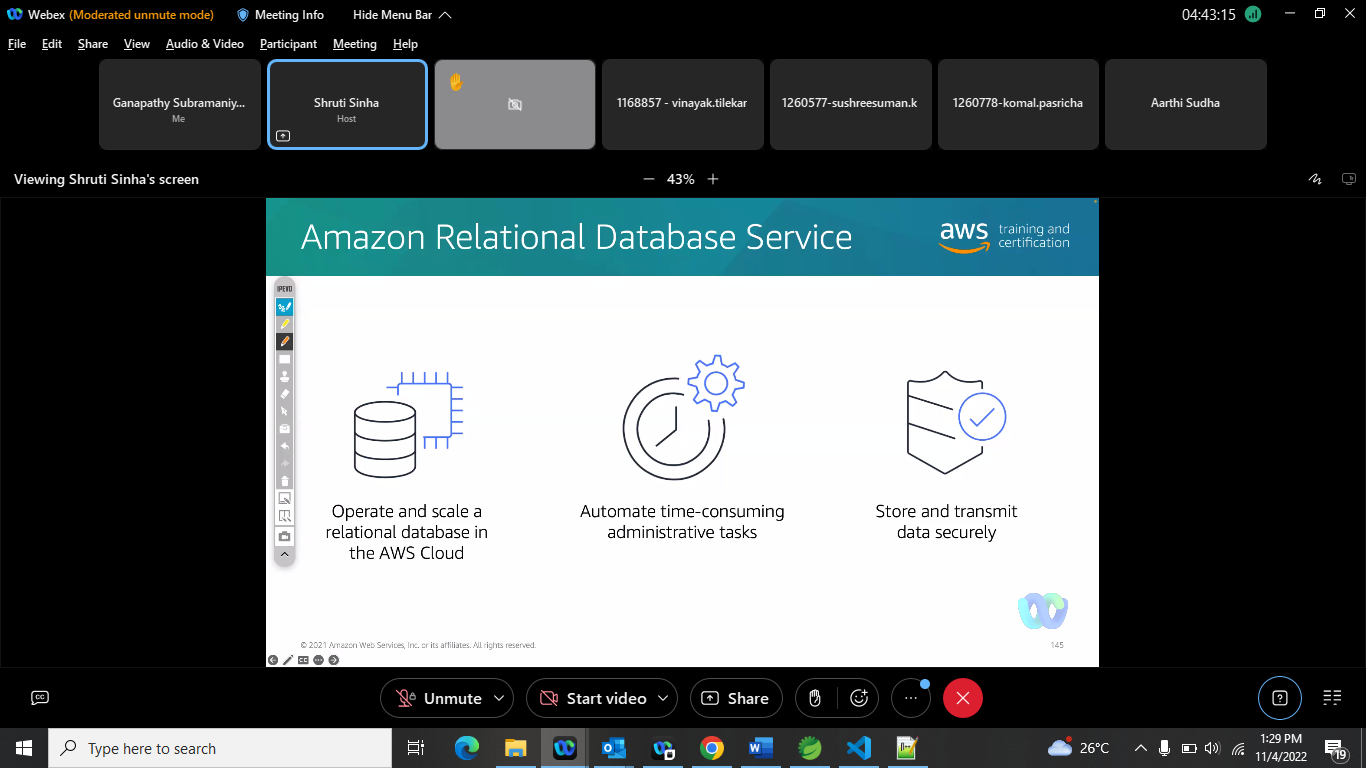 Webex (Moderated unmute mode) Meeting Info Hide Menu Bar 04:43:15
File Edit Share View Audio & Video Participant Meeting Help
Ganapathy Subramaniy...
Me
Shruti Sinha
Host
1168857 - vinayak.tilekar
1260577-sushreesuman.k
1260778-komal.pasricha
Aarthi Sudha
Viewing Shruti Sinha's screen
43%
Amazon Relational Database Service
aws training and
certification
IPEVO
Operate and scale a
relational database in
the AWS Cloud
Automate time-consuming
administrative tasks
Store and transmit
data securely
© 2021 Amazon Web Services, Inc. or its affiliates. All rights reserved.
145
CC
CC
Unmute
Start video
Share
Type here to search
26°C
1:29 PM
11/4/2022
19